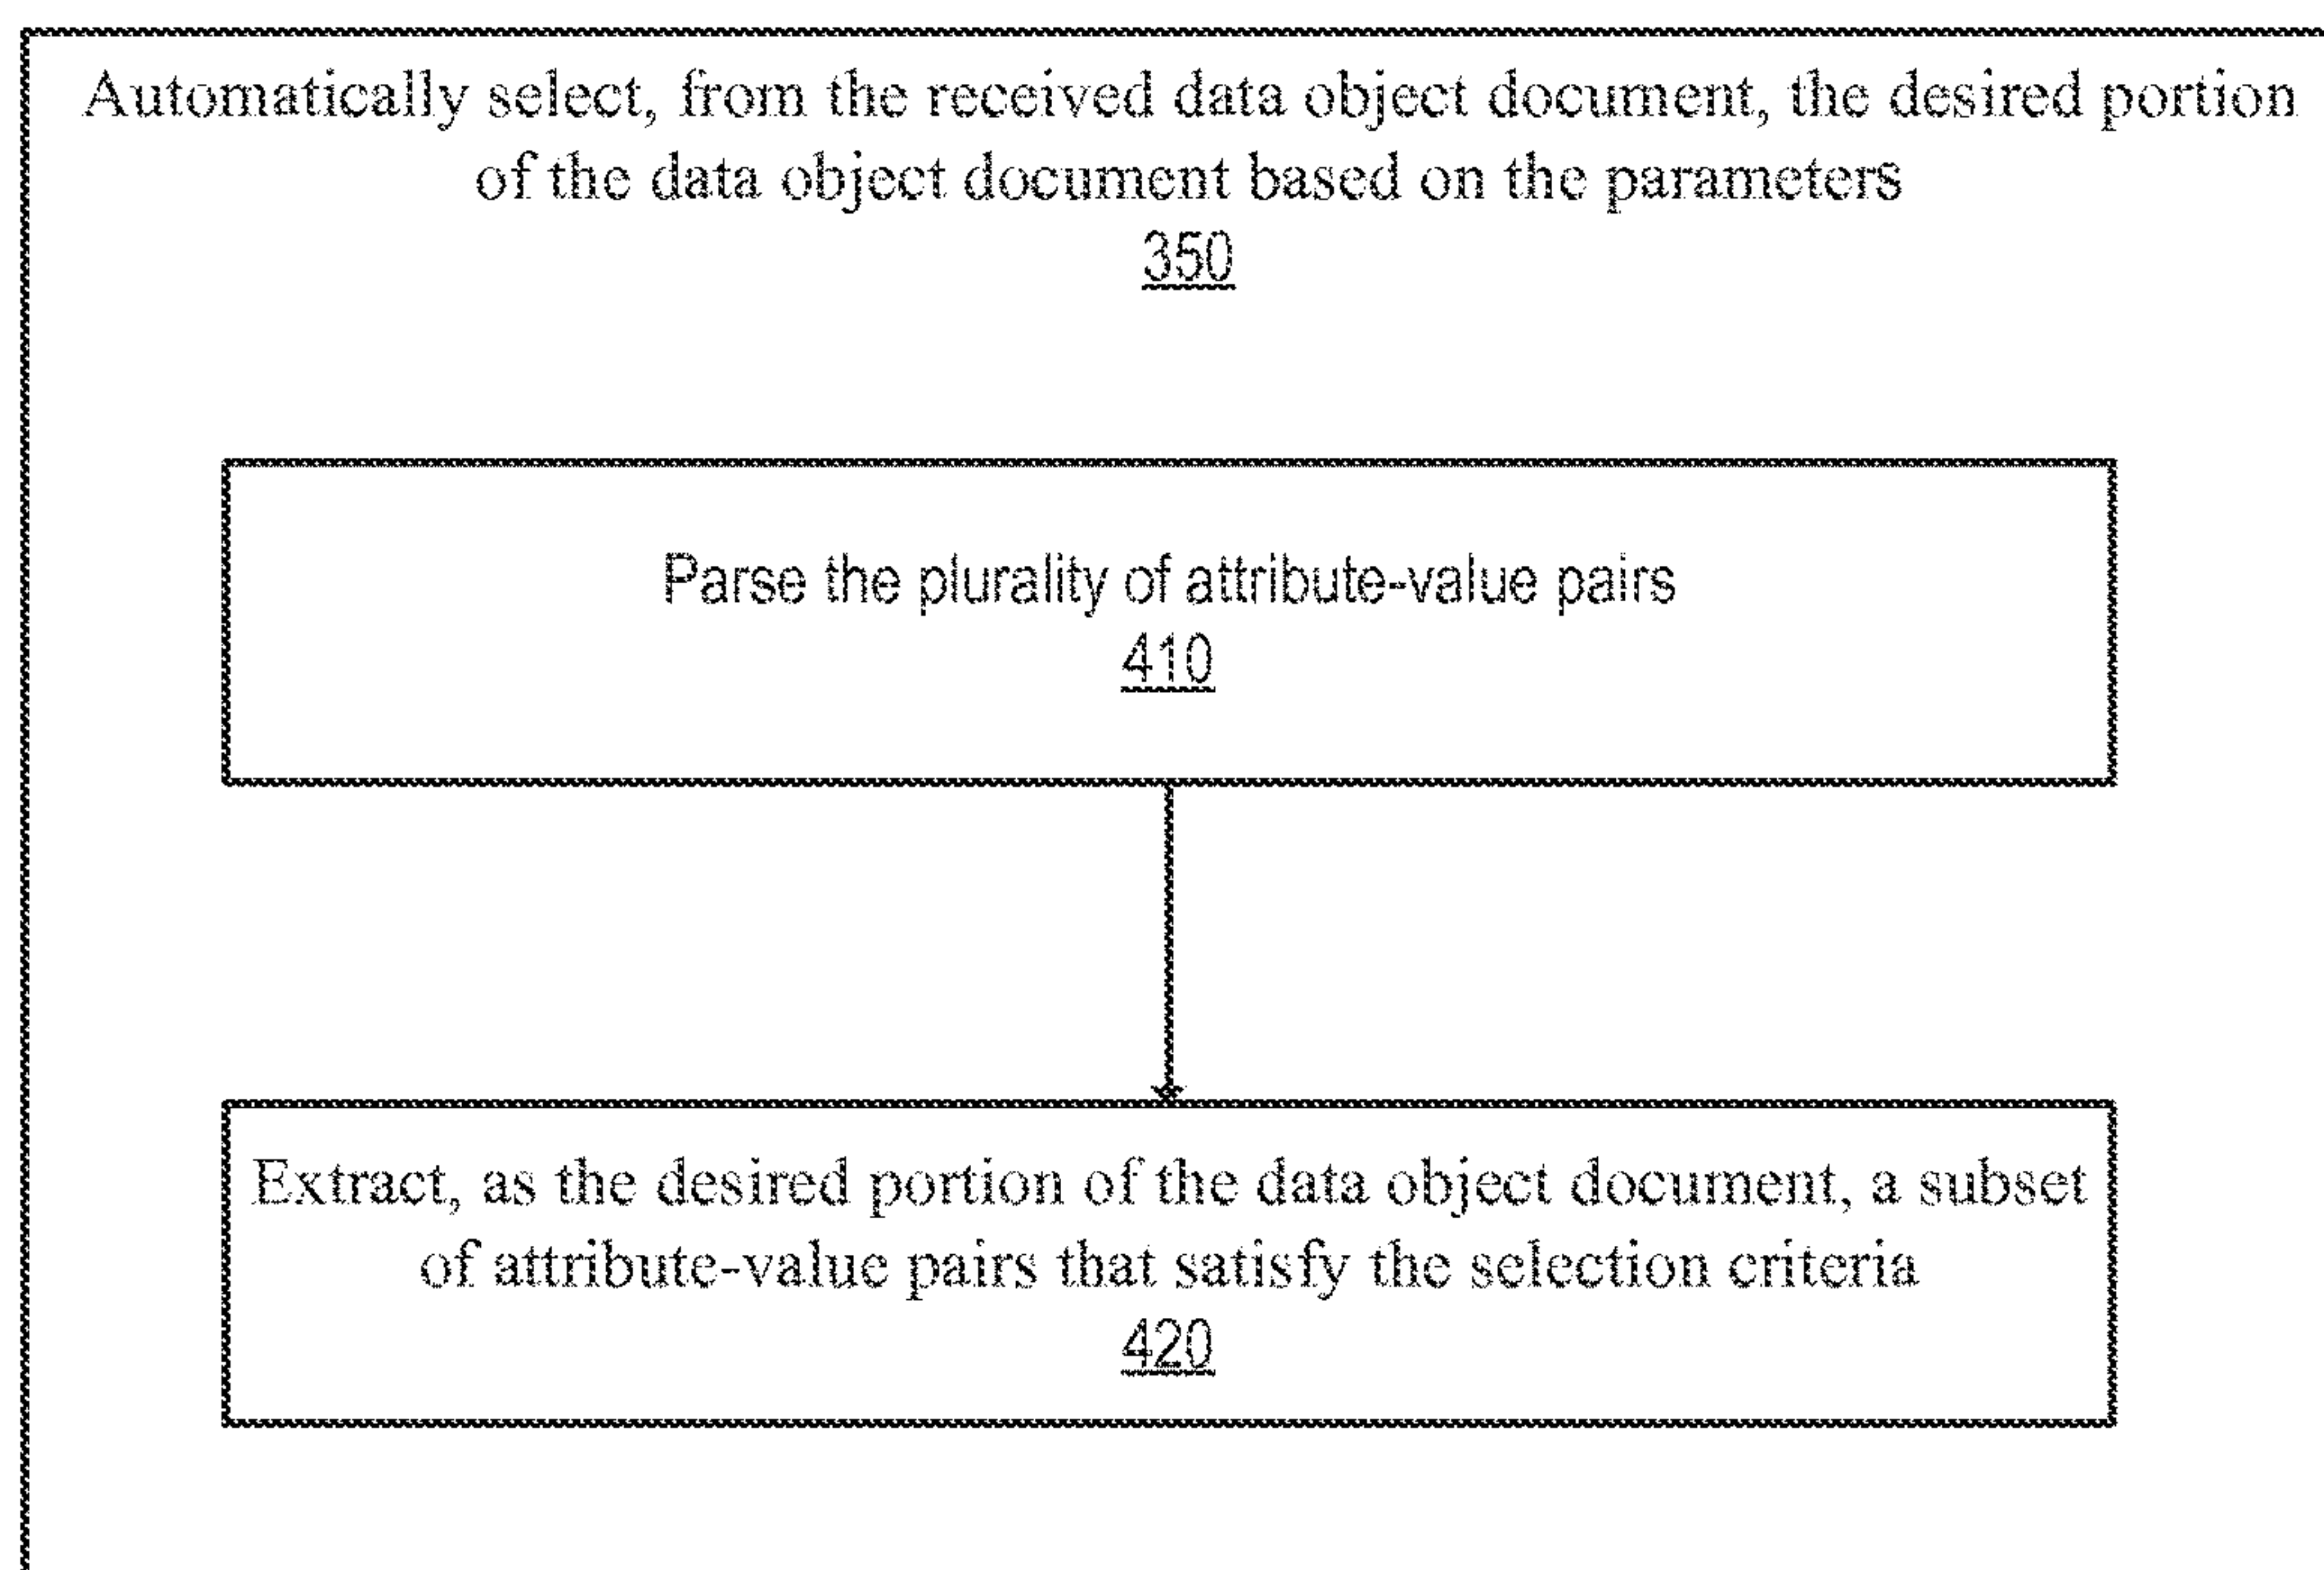 Automatically select, from the received data object document, the desired portion
of the data object document based on the parameters
350
Parse the plurality of attribute-value pairs
410
Extract, as the desired portion of the data object document, a subset
of attribute-value pairs that satisfy the selection criteria
420